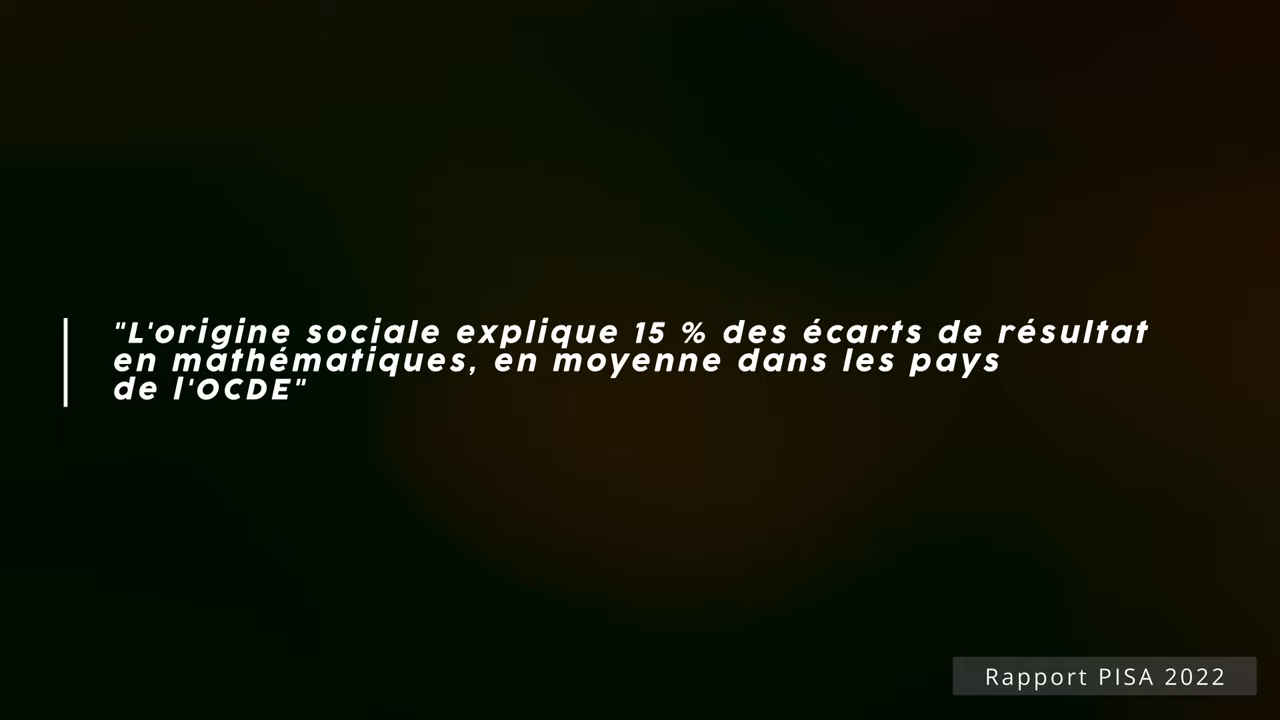 "L'origine sociale explique 15 % des écarts de résultat
en mathématiques, en moyenne dans les pays
de l'OCDE"
Rapport PISA 2022